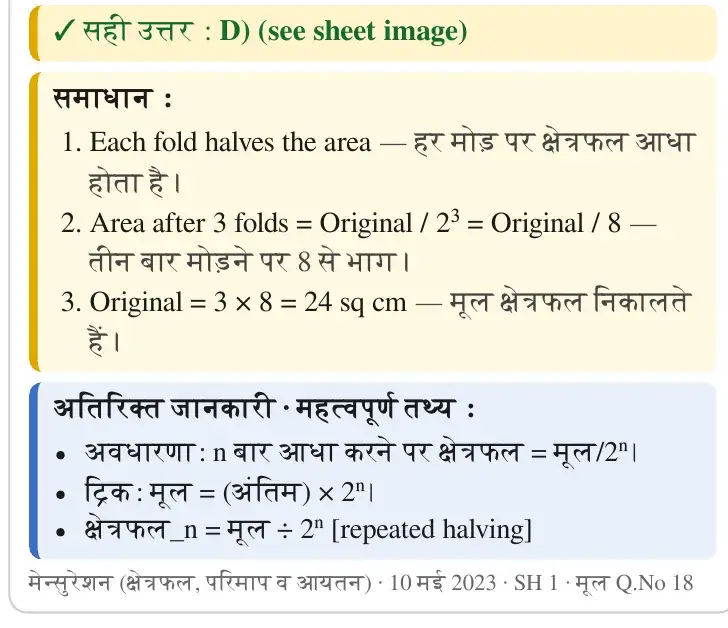 ✓ सही उत्तर : D) (see sheet image)
समाधान :
1. Each fold halves the area — हर मोड़ पर क्षेत्रफल आधा
होता है।
2. Area after 3 folds = Original / 2³ = Original / 8 —
तीन बार मोड़ने पर 8 से भाग।
3. Original = 3 × 8 = 24 sq cm — मूल क्षेत्रफल निकालते
हैं।
अतिरिक्त जानकारी · महत्वपूर्ण तथ्य :
• अवधारणा : n बार आधा करने पर क्षेत्रफल = मूल/2ⁿ।
• ट्रिक : मूल = (अंतिम) × 2ⁿ।
• क्षेत्रफल_n = मूल ÷ 2ⁿ [repeated halving]
मेन्सुरेशन (क्षेत्रफल, परिमाप व आयतन) · 10 मई 2023 · SH 1 · मूल Q.No 18